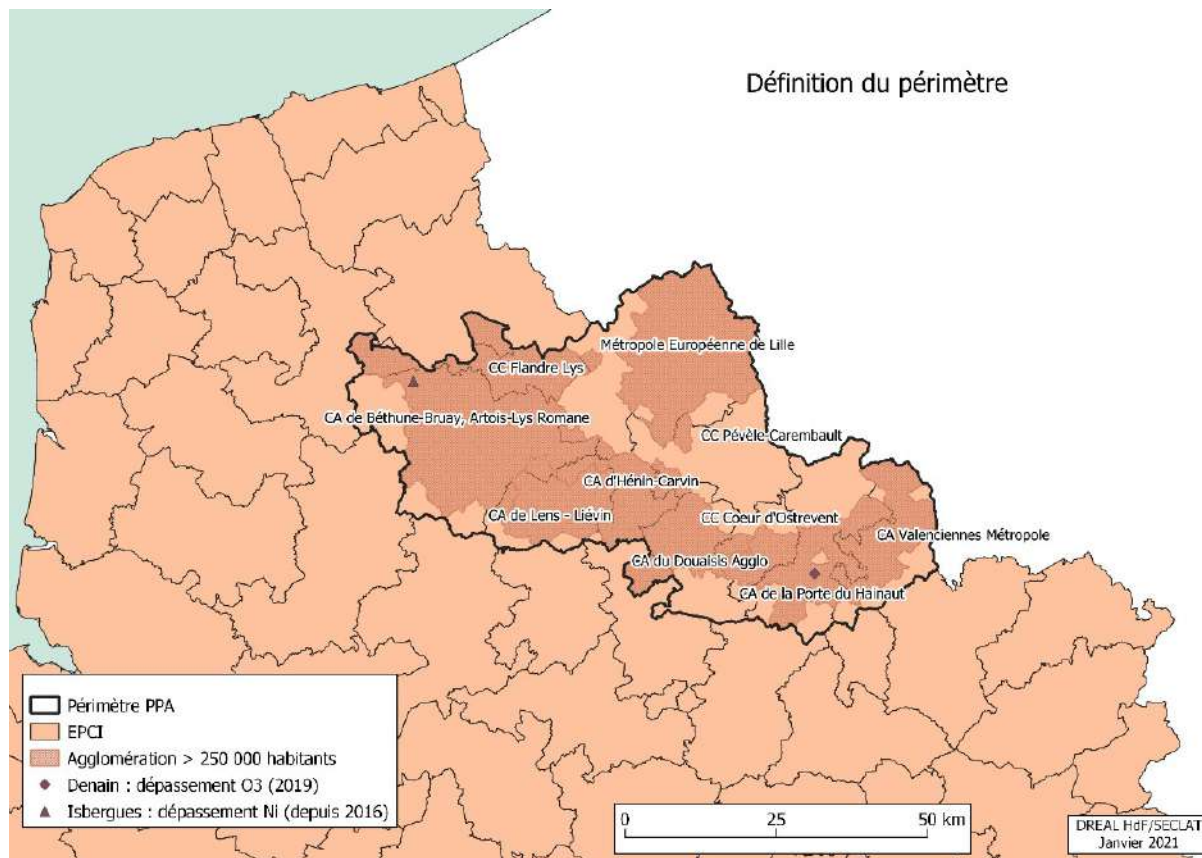 Définition du périmètre
Métropole Européenne de Lille
CC Flandre Lys
CA de Béthune-Bruay, Artois-Lys Romane
CC Pévèle-Carembault
CA d'Hénin-Carvin
CA de Lens - Liévin
CC Coeur d'Ostrevent
CA Valenciennes Métropole
CA du Douaisis Agglo
CA de la Porte du Hainaut
Périmètre PPA
EPCI
Agglomération > 250 000 habitants
Denain : dépassement O3 (2019)
Isbergues : dépassement Ni (depuis 2016)
0 25 50 km
DREAL HdF/SECLAT
Janvier 2021